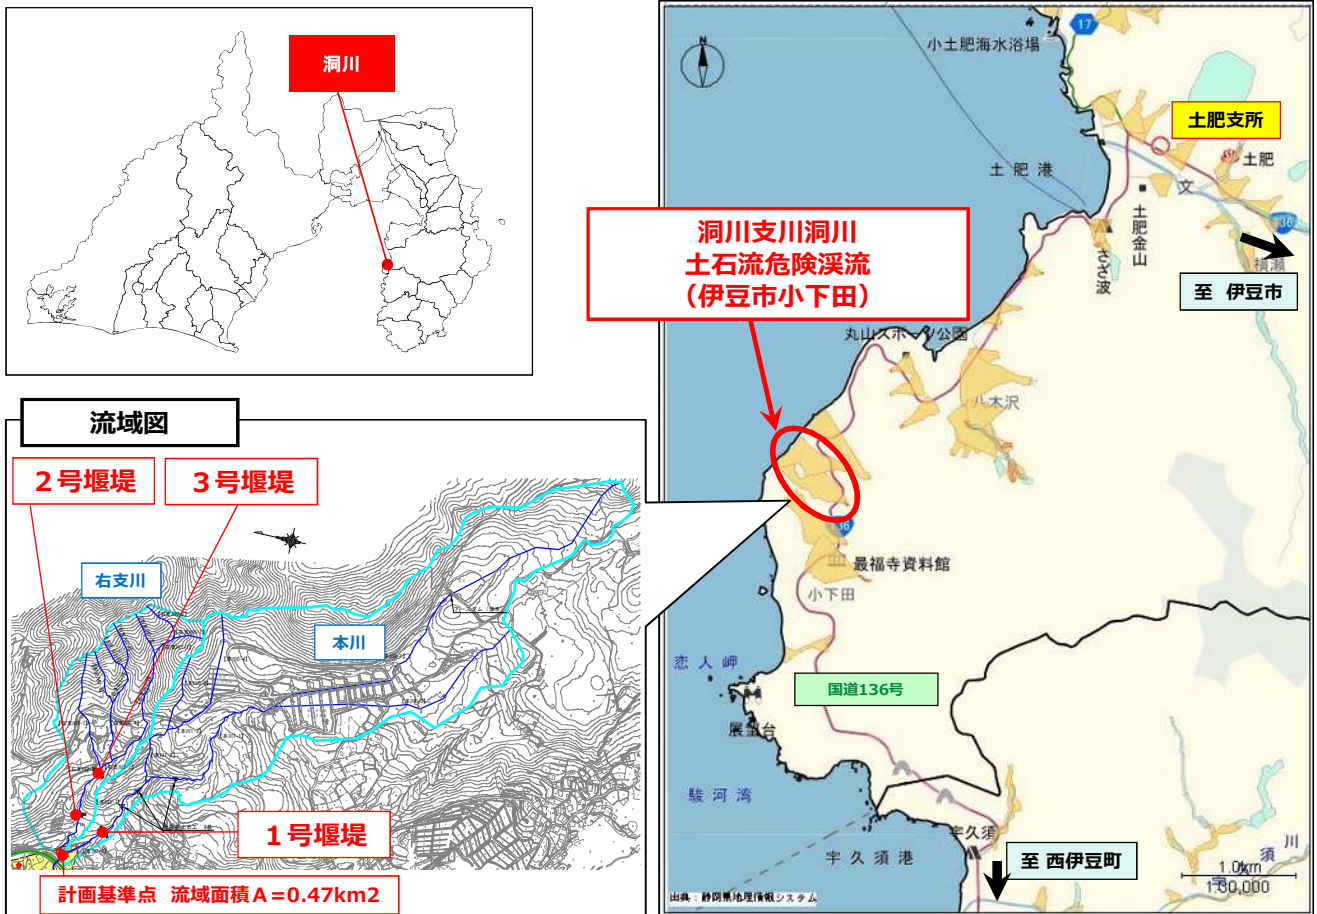 洞川
流域図
２号堰堤
３号堰堤
右支川
本川
１号堰堤
計画基準点 流域面積Ａ＝0.47km2
N
小土肥海水浴場
17
土肥支所
土肥
土肥港
文
土肥金山
さざ波
136
横瀬
至 伊豆市
洞川支川洞川
土石流危険渓流
（伊豆市小下田）
丸山スポーツ公園
八木沢
136
最福寺資料館
小下田
恋人岬
国道136号
展望台
駿河湾
宇久須
宇久須港
至 西伊豆町
1.0km
1:30,000
出典：静岡県地理情報システム